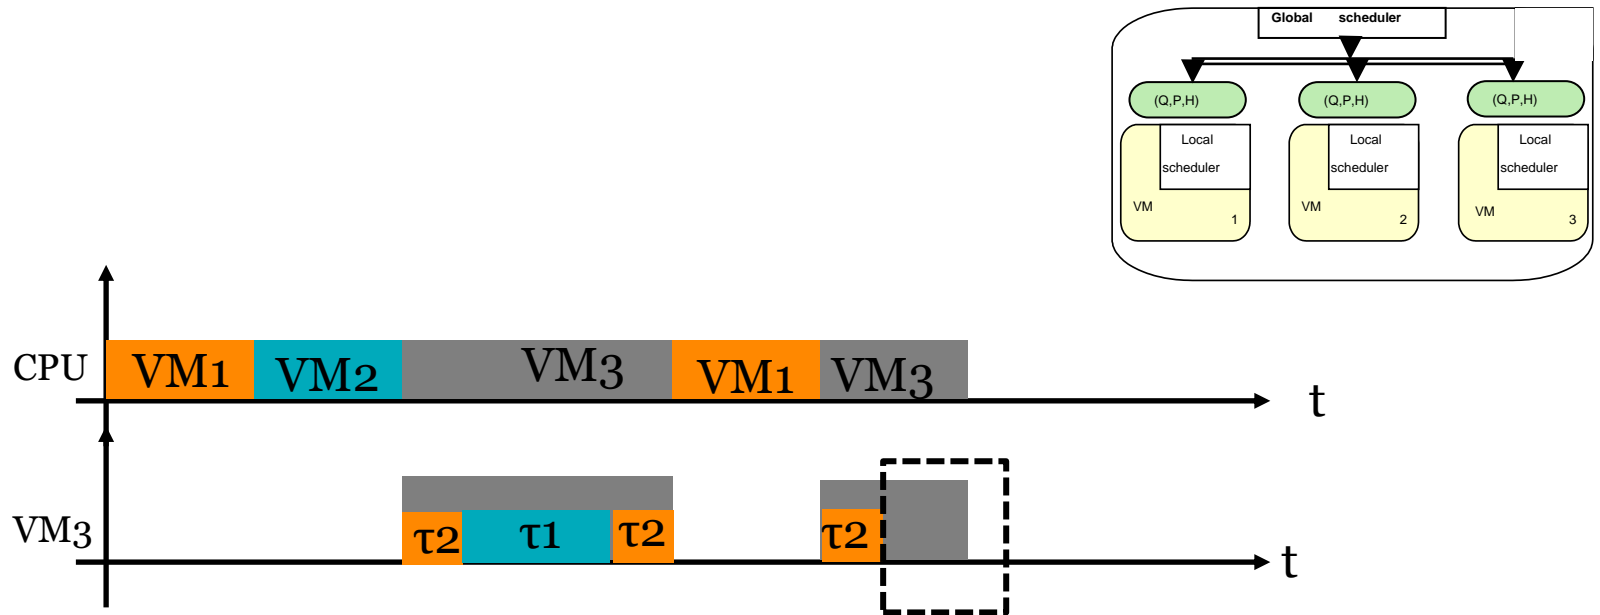 Global scheduler
(Q,P,H) (Q,P,H) (Q,P,H)
Local Local Local
scheduler scheduler scheduler
VM 1 VM 2 VM 3
CPU VM1 VM2 VM3 VM1 VM3 t
VM3 τ2 τ1 τ2 τ2 t